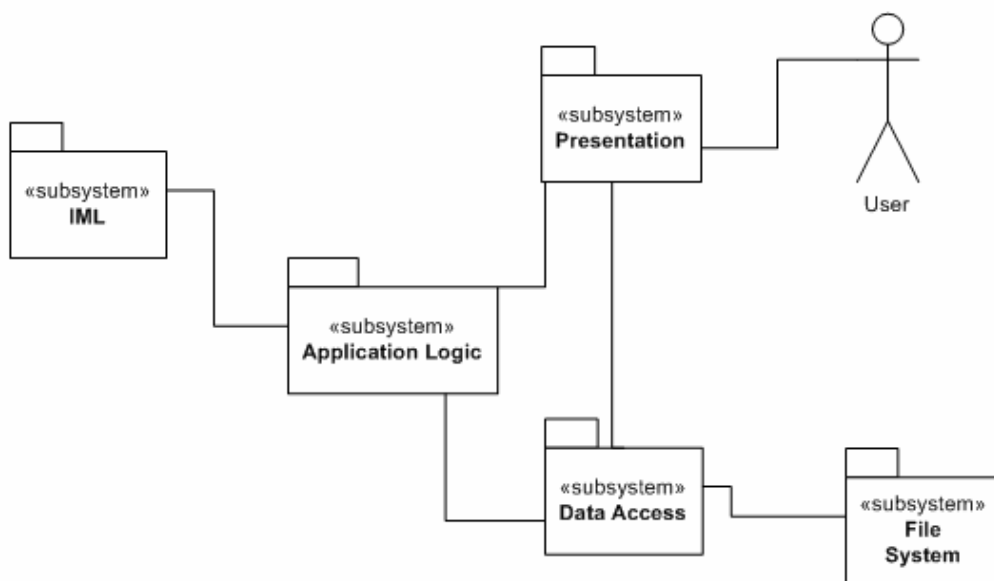 «subsystem»
Presentation
User
«subsystem»
IML
«subsystem»
Application Logic
«subsystem»
Data Access
«subsystem»
File
System